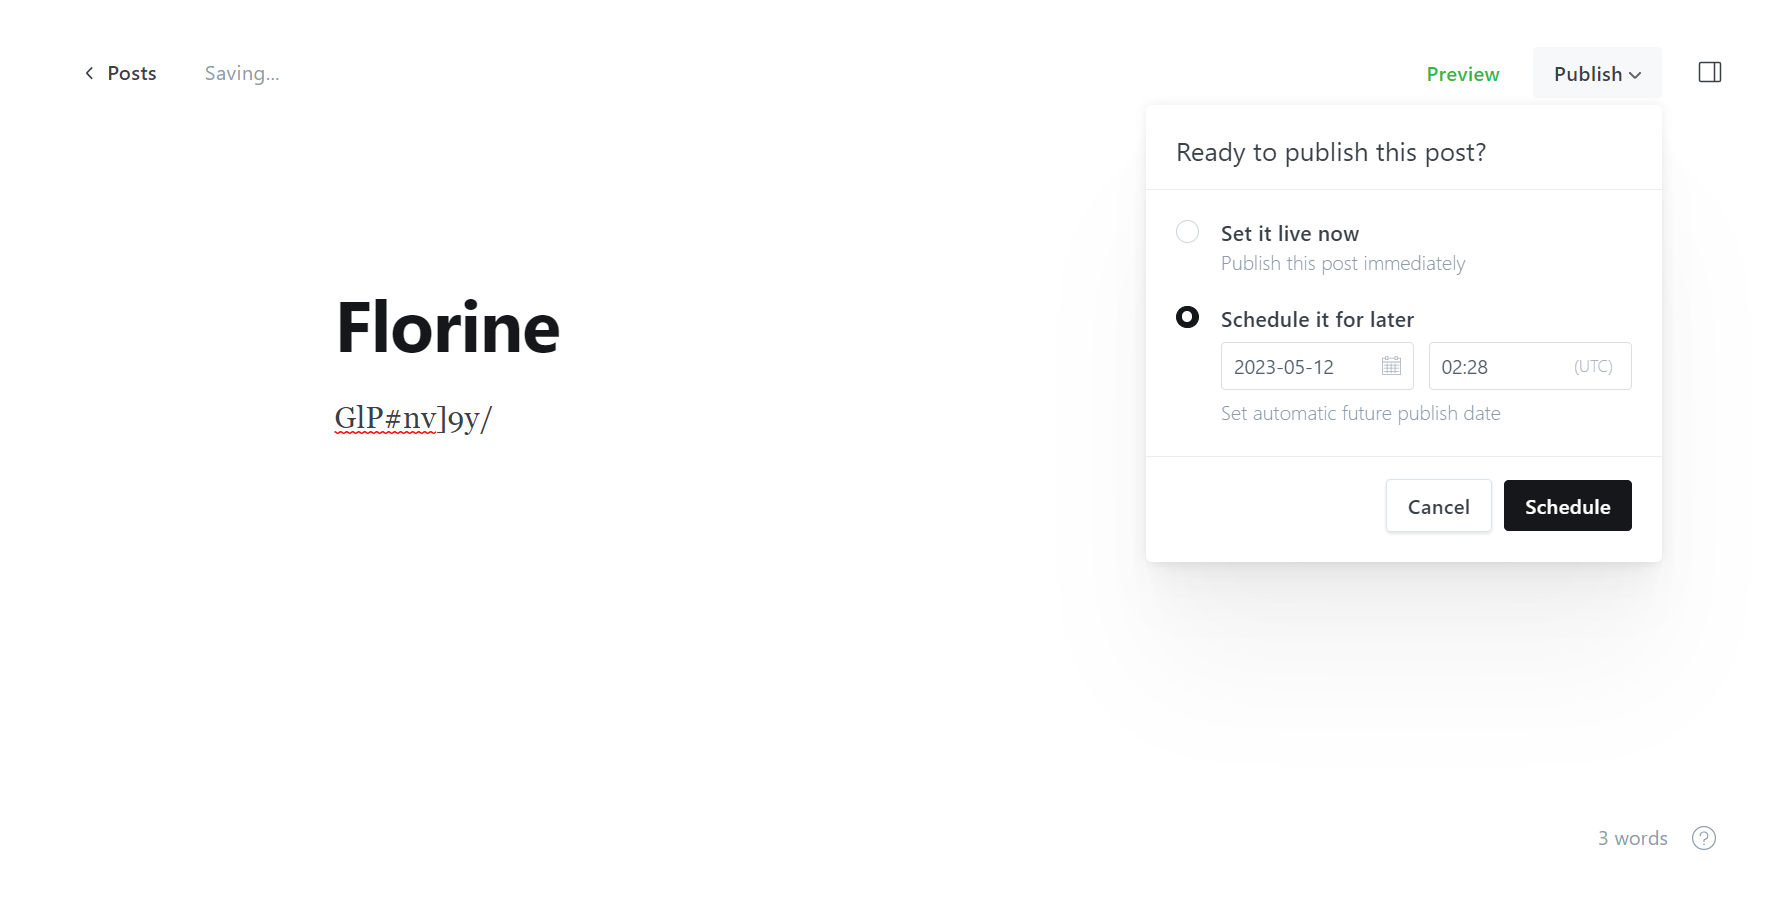 Posts
Saving...
Preview
Publish
Ready to publish this post?
Set it live now
Publish this post immediately
Florine
Schedule it for later
2023-05-12
02:28 (UTC)
GlP#nv]9y/
Set automatic future publish date
Cancel
Schedule
3 words
?